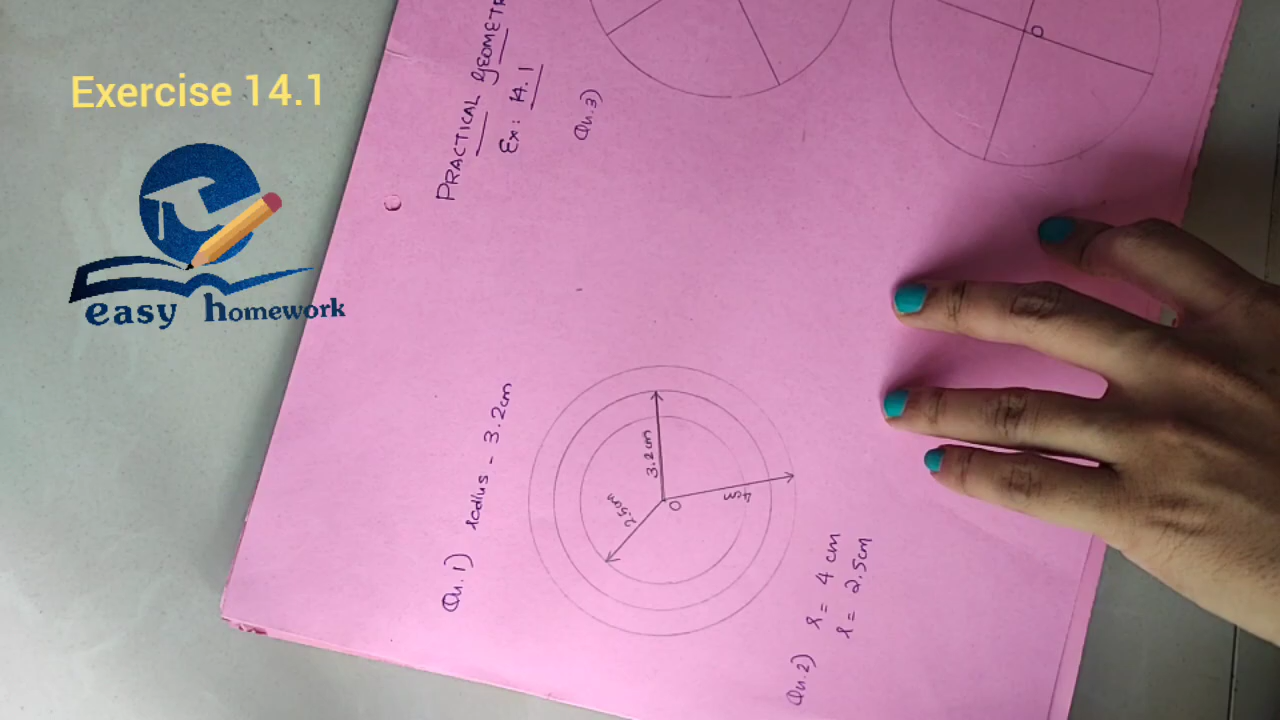 Exercise 14.1
easy homework
PRACTICAL GEOMETR
Ex: 14.1
Qu.1) radius - 3.2cm
3.2cm
2.5cm
4cm
O
Qu.2) r = 4 cm
r = 2.5cm
Qu.3)
O